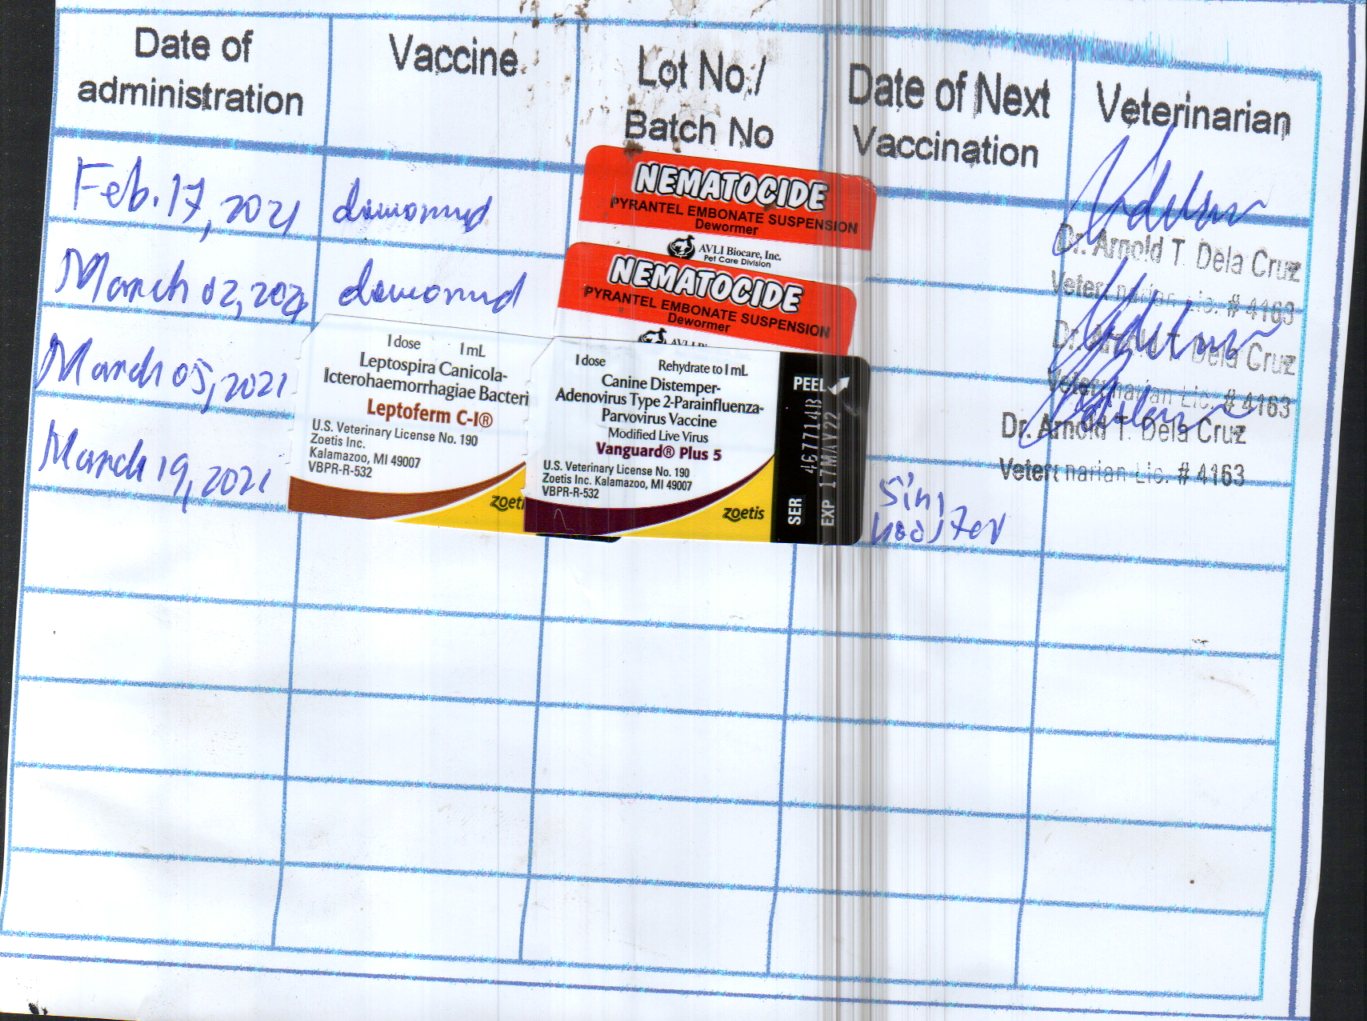 Date of
administration
Vaccine
Lot No./
Batch No
Date of Next
Vaccination
Veterinarian
Feb. 17, 2021
NEMATOCIDE
PYRANTEL EMBONATE SUSPENSION
Dewormer
AVLI Biocare, Inc.
Pet Care Division
Dr. Arnold T. Dela Cruz
Veterinarian Lic. # 4163
March 02, 2021
NEMATOCIDE
PYRANTEL EMBONATE SUSPENSION
Dewormer
Dr. Arnold T. Dela Cruz
Veterinarian Lic. # 4163
March 05, 2021
1 dose 1 mL
Leptospira Canicola-
Icterohaemorrhagiae Bacteri
Leptoferm C-I®
U.S. Veterinary License No. 190
Zoetis Inc.
Kalamazoo, MI 49007
VBPR-R-532
zoeti
1 dose Rehydrate to 1 mL
Canine Distemper-
Adenovirus Type 2-Parainfluenza-
Parvovirus Vaccine
Modified Live Virus
Vanguard® Plus 5
U.S. Veterinary License No. 190
Zoetis Inc. Kalamazoo, MI 49007
VBPR-R-532
zoetis
PEEL
SER 467714B
EXP 17MAY22
Dr. Arnold T. Dela Cruz
Veterinarian Lic. # 4163
March 19, 2021
5in1